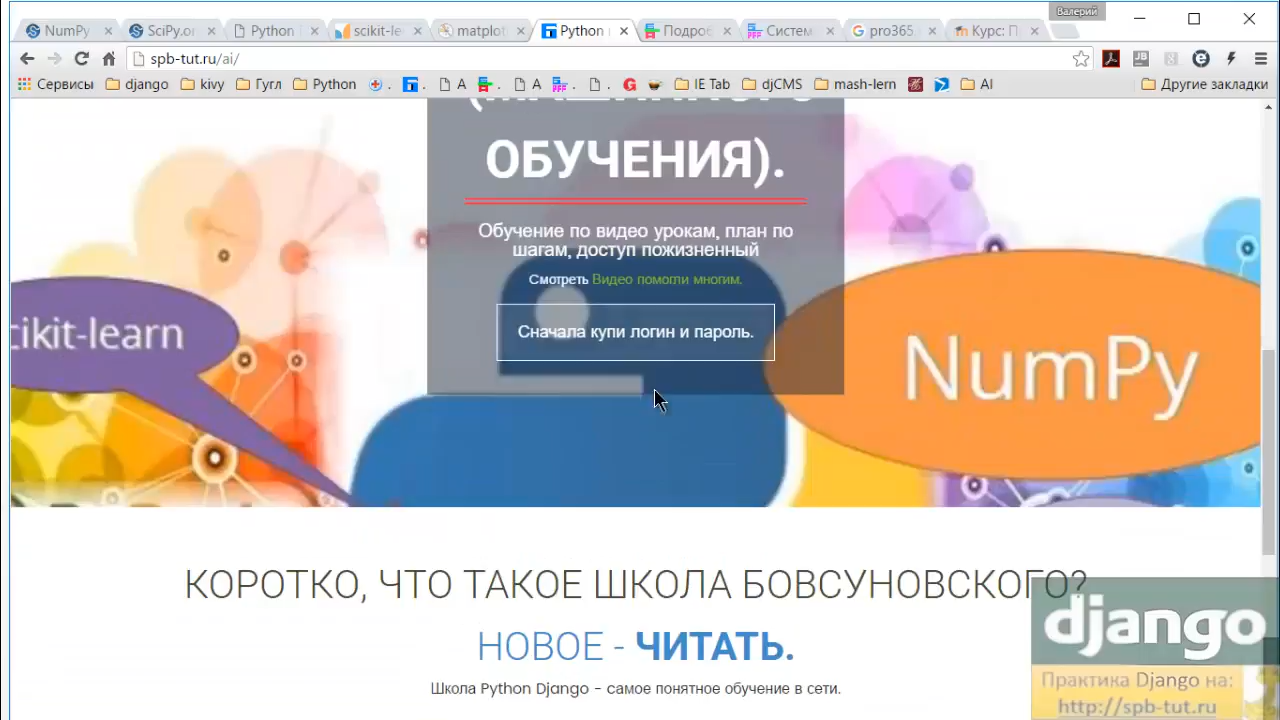 Валерий
NumPy
SciPy.or
Python
scikit-le
matplot
Python
Подроб
Систем
pro365
Курс: П
spb-tut.ru/ai/
Сервисы
django
kivy
Гугл
Python
A
A
IE Tab
djCMS
mash-lern
AI
Другие закладки
ОБУЧЕНИЯ).
Обучение по видео урокам, план по
шагам, доступ пожизненный
Смотреть Видео помогли многим.
Сначала купи логин и пароль.
cikit-learn
NumPy
КОРОТКО, ЧТО ТАКОЕ ШКОЛА БОВСУНОВСКОГО?
НОВОЕ - ЧИТАТЬ.
Школа Python Django – самое понятное обучение в сети.
django
Практика Django на:
http://spb-tut.ru